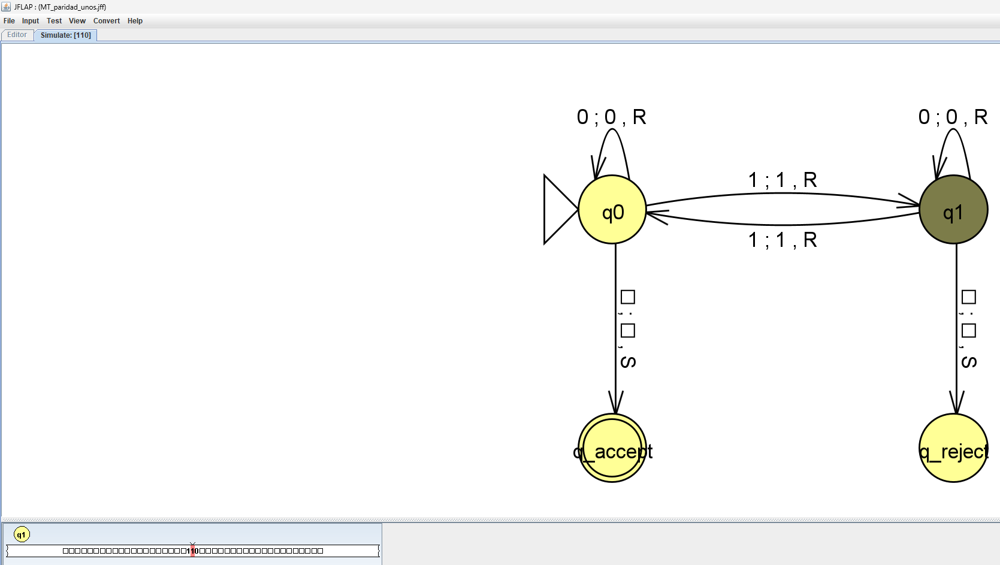 JFLAP : (MT_paridad_unos.jff)
File Input Test View Convert Help
Editor Simulate: [110]
0 ; 0 , R
0 ; 0 , R
1 ; 1 , R
q0
q1
1 ; 1 , R
□ ; □ , S
□ ; □ , S
q_accept
q_reject
q1
□□□□□□□□□□□□□□□□□□□□110□□□□□□□□□□□□□□□□□□□□